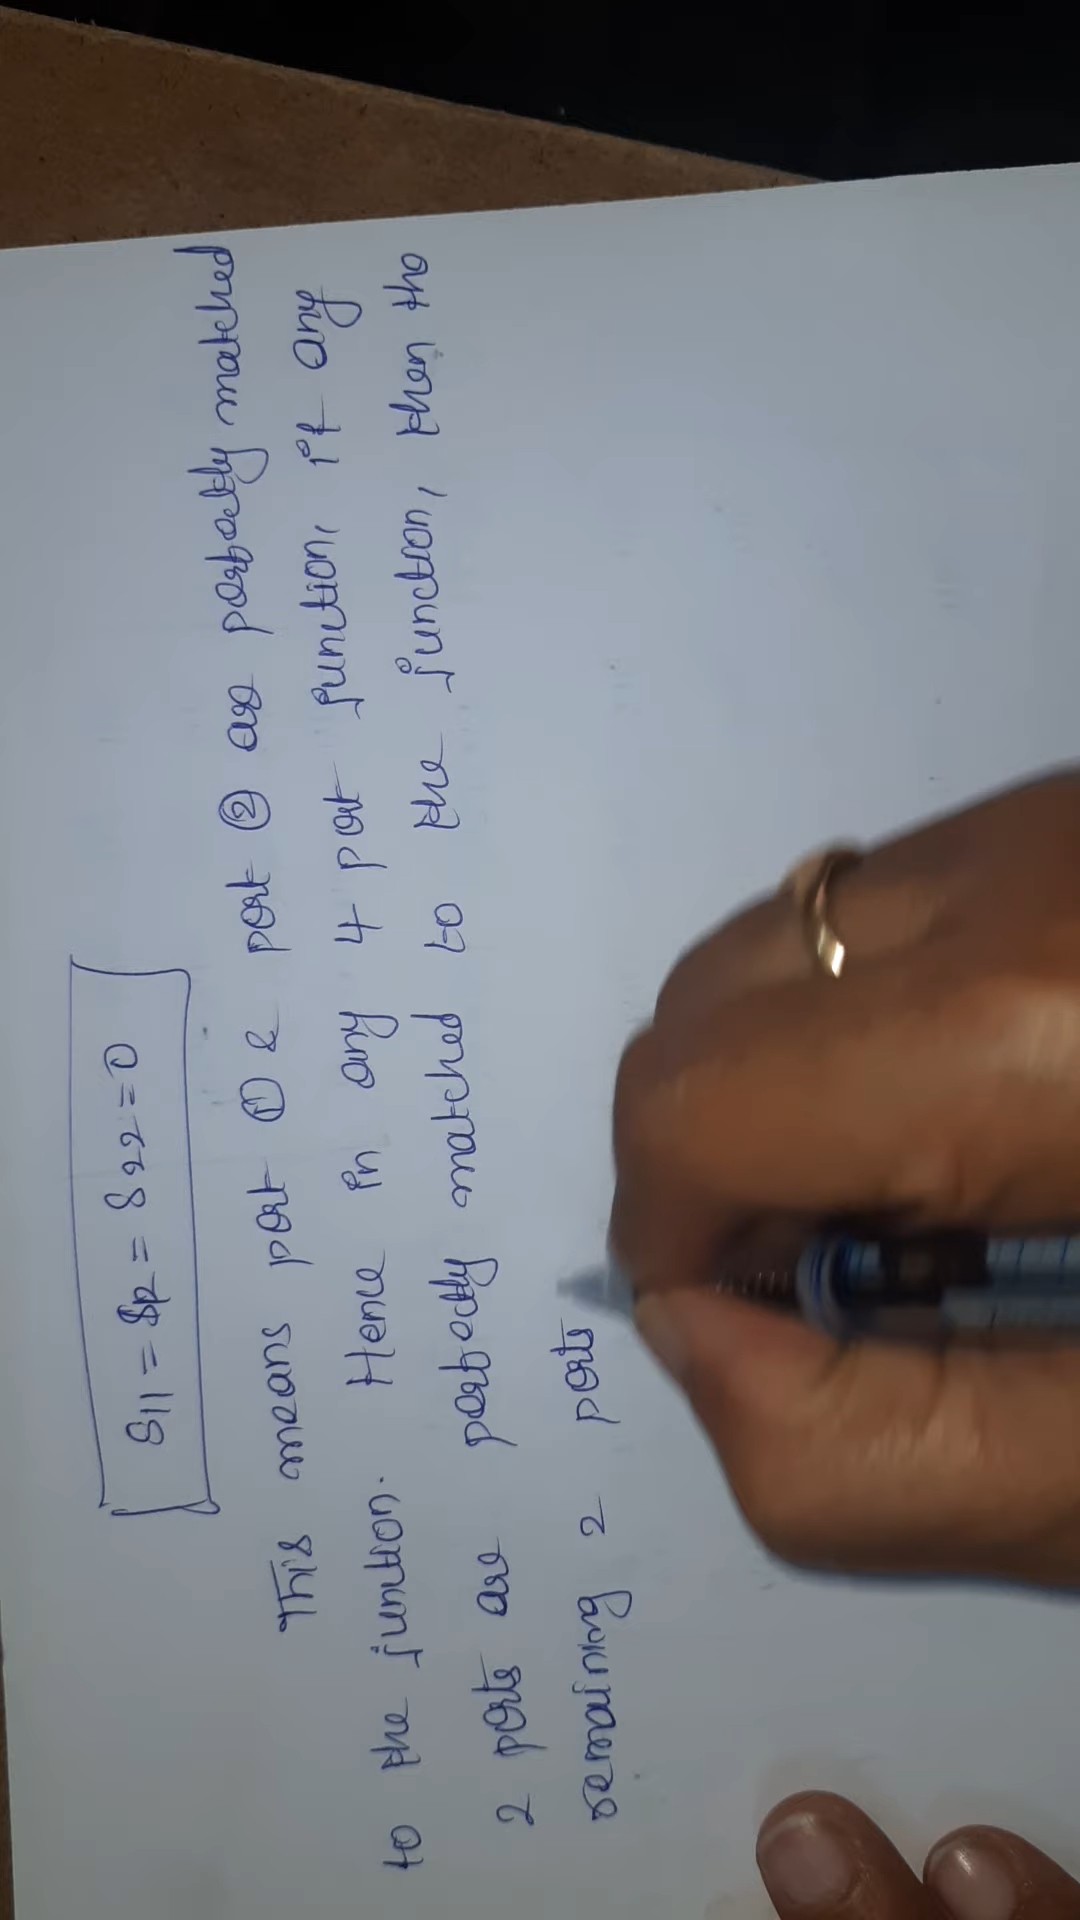 S11 = S12 = S22 = 0
This means port ① & port ② are perfectly matched
to the junction. Hence in any 4 port junction, if any
2 ports are perfectly matched to the junction, then the
remaining 2 ports